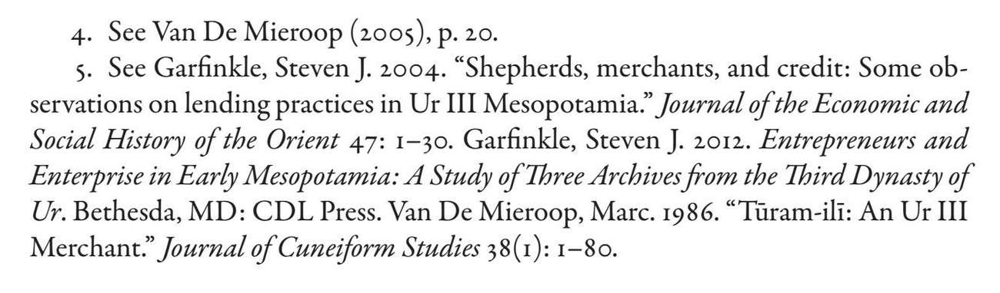 4. See Van De Mieroop (2005), p. 20.
5. See Garfinkle, Steven J. 2004. “Shepherds, merchants, and credit: Some ob-
servations on lending practices in Ur III Mesopotamia.” Journal of the Economic and
Social History of the Orient 47: 1–30. Garfinkle, Steven J. 2012. Entrepreneurs and
Enterprise in Early Mesopotamia: A Study of Three Archives from the Third Dynasty of
Ur. Bethesda, MD: CDL Press. Van De Mieroop, Marc. 1986. “Tūram-ilī: An Ur III
Merchant.” Journal of Cuneiform Studies 38(1): 1–80.